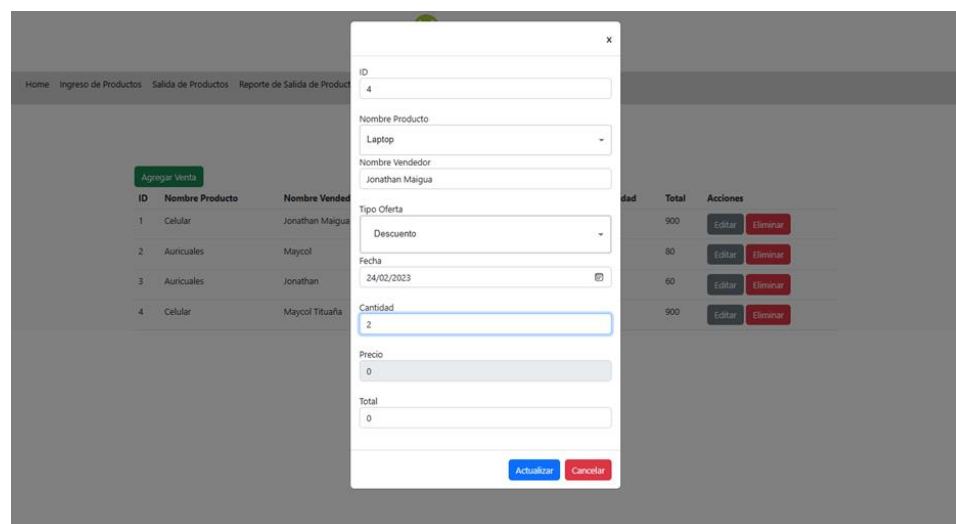 x
ID
4
Home Ingreso de Productos Salida de Productos Reporte de Salida de Product
Nombre Producto
Laptop
Nombre Vendedor
Jonathan Maigua
Tipo Oferta
Descuento
Fecha
24/02/2023
Cantidad
2
Precio
0
Total
0
Actualizar Cancelar
Agregar Venta
ID Nombre Producto Nombre Vended dad Total Acciones
1 Celular Jonathan Maigua 900 Editar Eliminar
2 Auricuales Maycol 80 Editar Eliminar
3 Auricuales Jonathan 60 Editar Eliminar
4 Celular Maycol Tituaña 900 Editar Eliminar